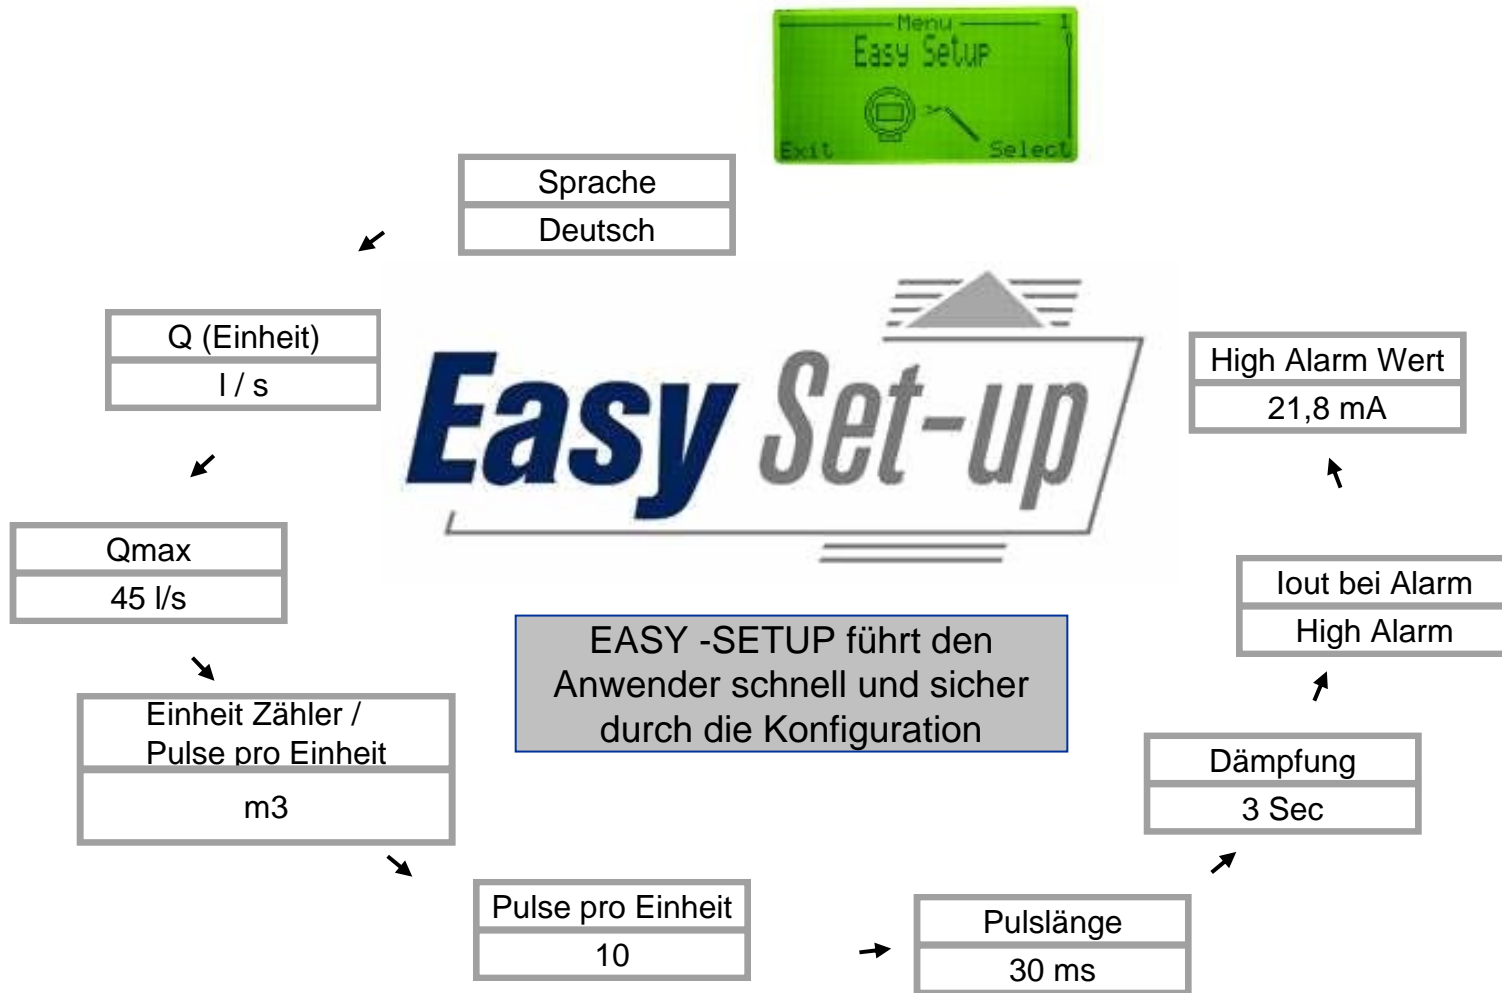 Menu
I
Easy Setup
Exit Select
Sprache
Deutsch
Q (Einheit)
l / s
Qmax
45 l/s
Einheit Zähler /
Pulse pro Einheit
m3
Pulse pro Einheit
10
Pulslänge
30 ms
Dämpfung
3 Sec
Iout bei Alarm
High Alarm
High Alarm Wert
21,8 mA
Easy Set-up
EASY -SETUP führt den
Anwender schnell und sicher
durch die Konfiguration